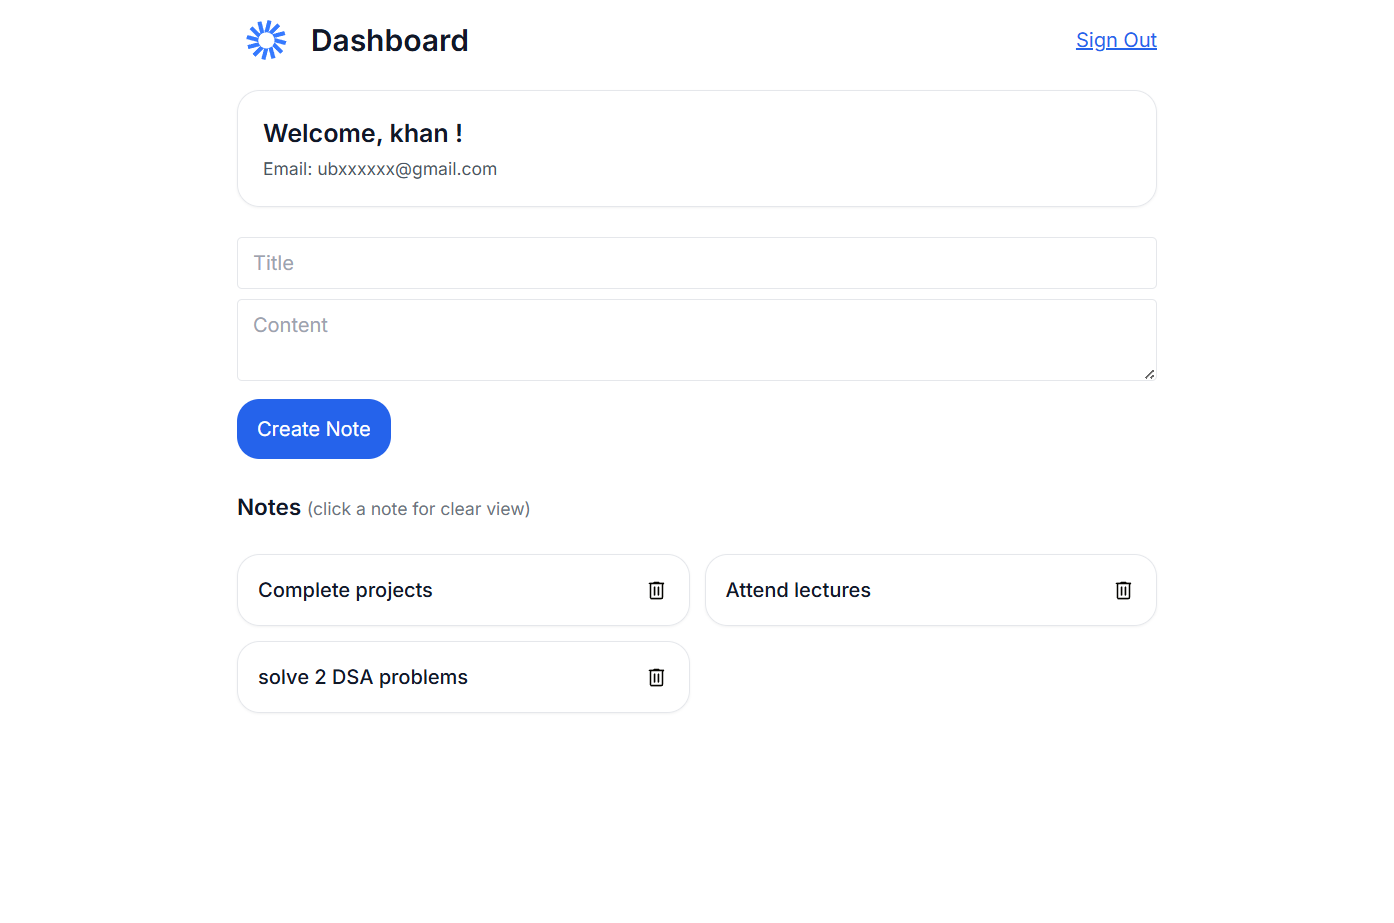 Dashboard
Sign Out
Welcome, khan !
Email: ubxxxxxx@gmail.com
Title
Content
Create Note
Notes (click a note for clear view)
Complete projects
Attend lectures
solve 2 DSA problems